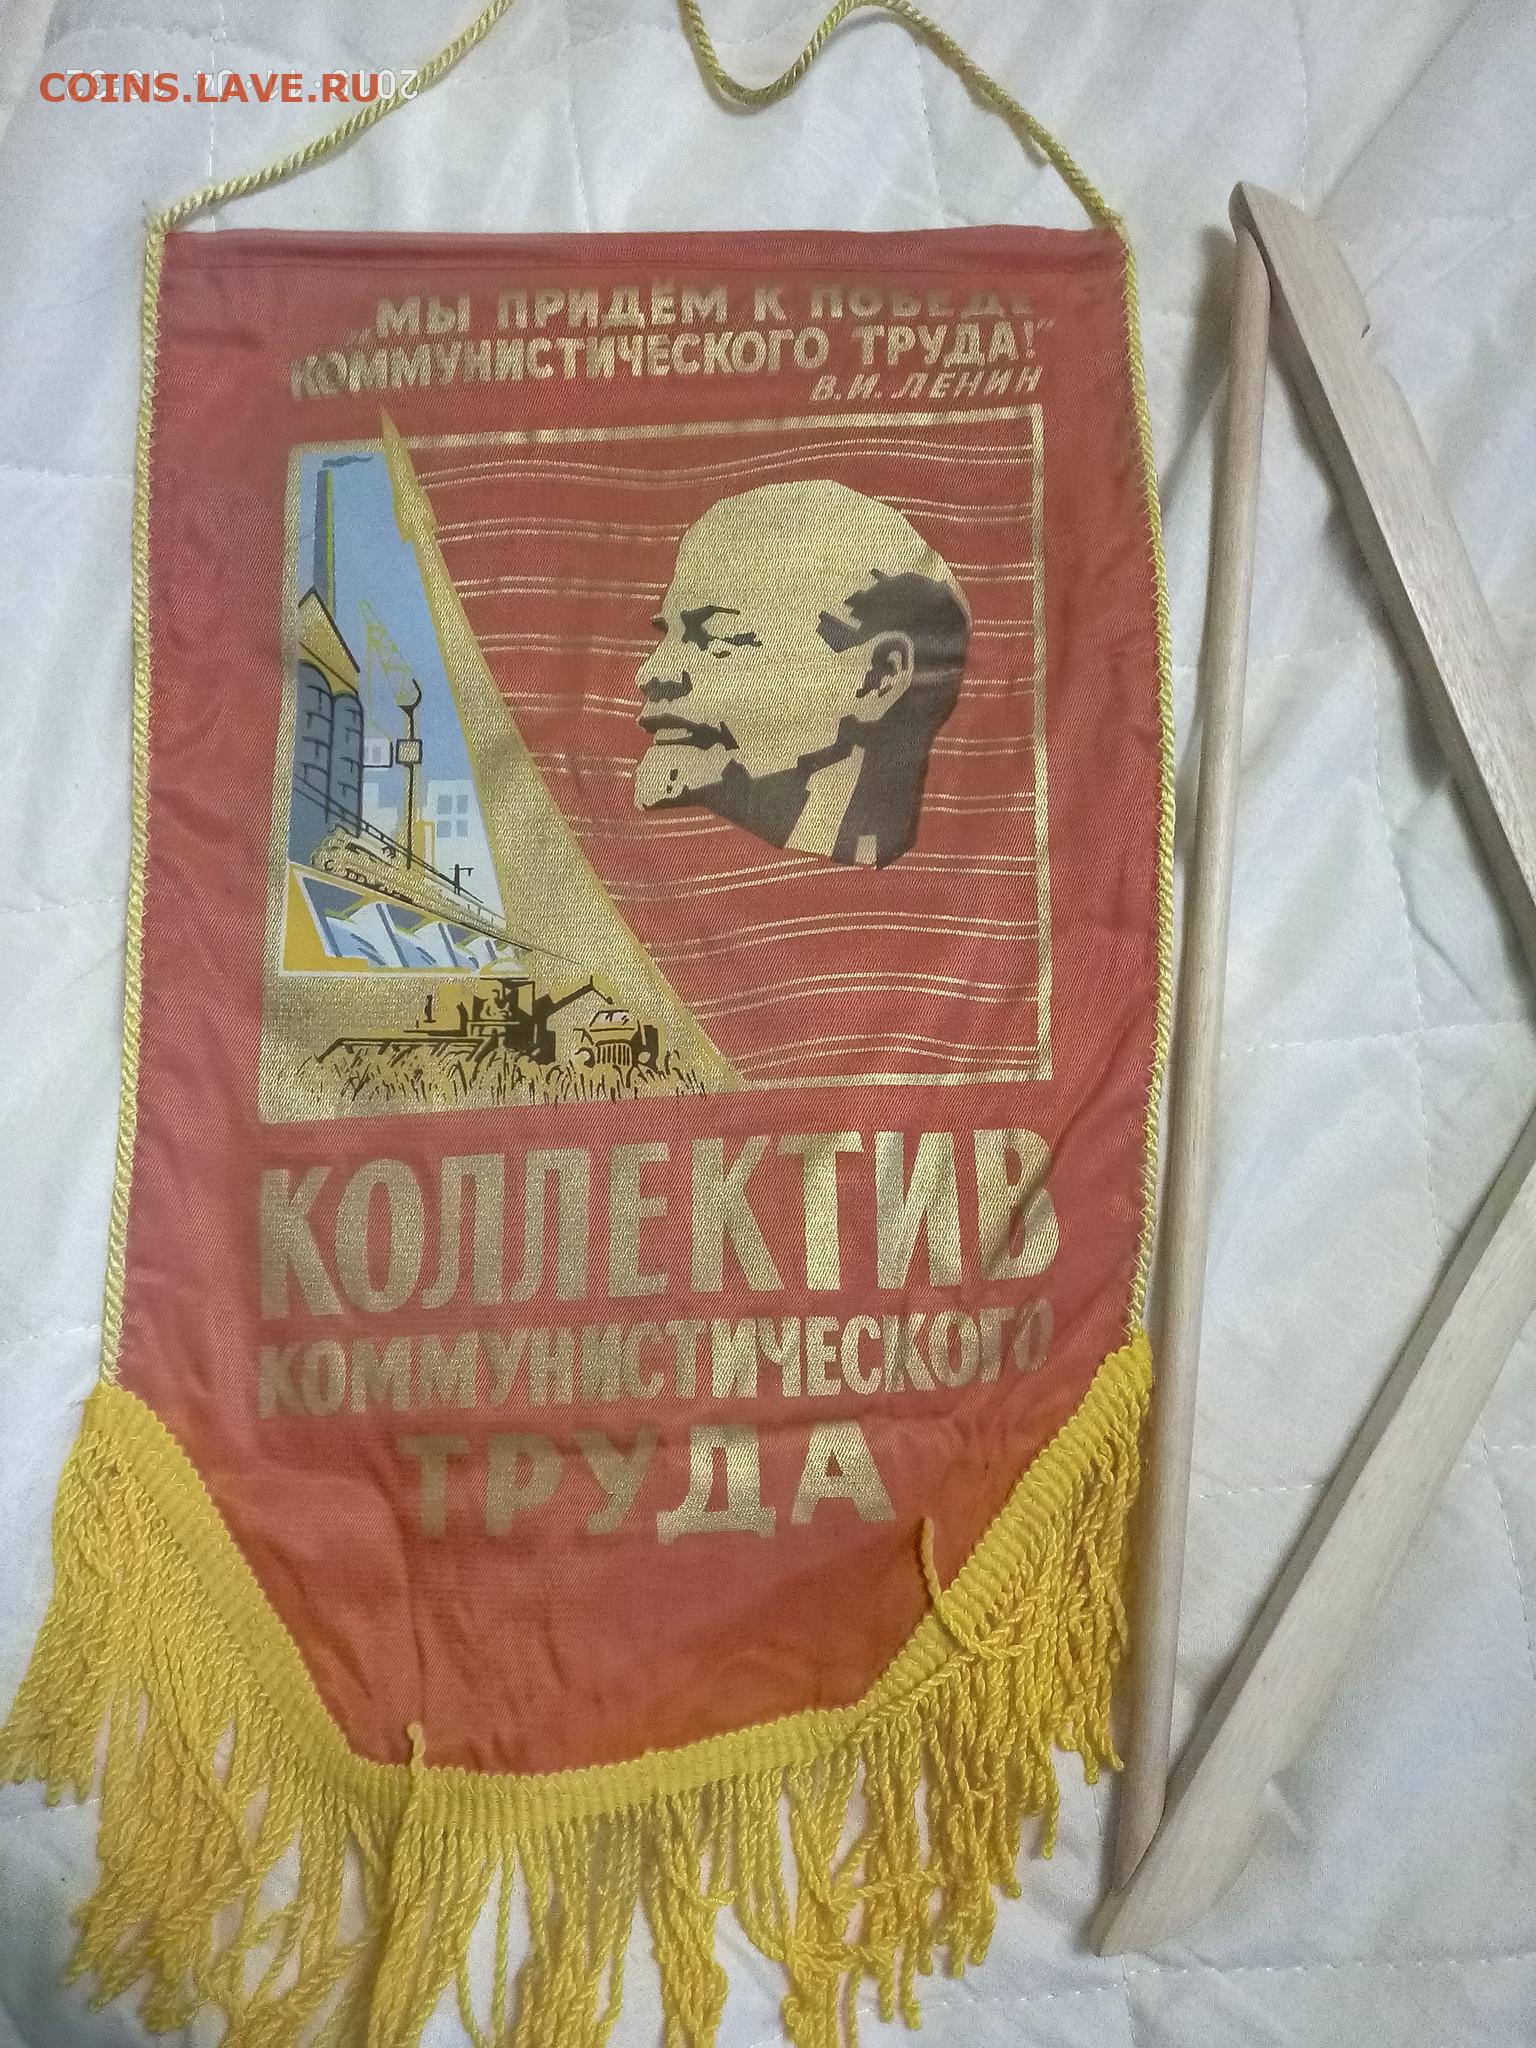 COINS.LAVE.RU
„МЫ ПРИДЁМ К ПОБЕДЕ
КОММУНИСТИЧЕСКОГО ТРУДА!"
В.И. ЛЕНИН
КОЛЛЕКТИВ
КОММУНИСТИЧЕСКОГО
ТРУДА